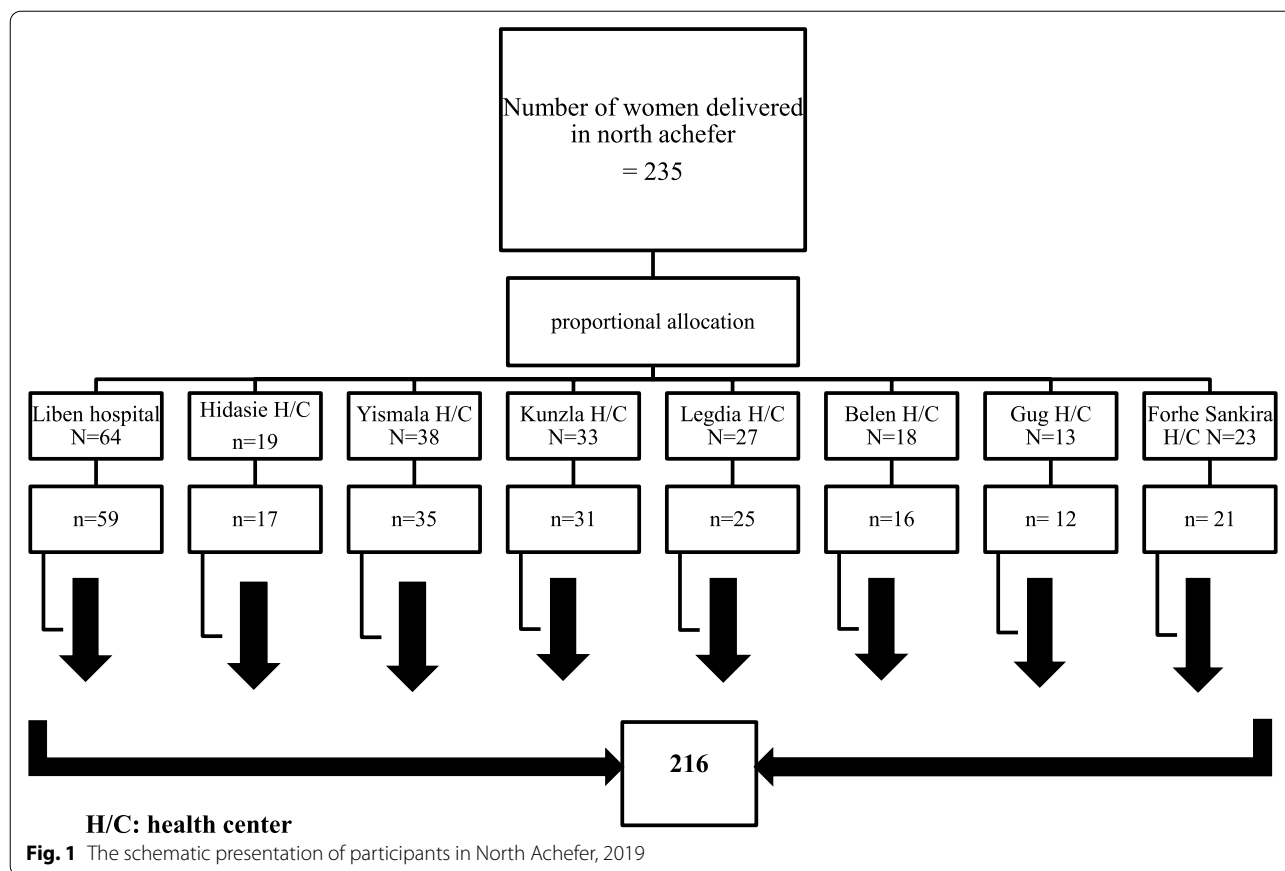 Number of women delivered
in north achefer
= 235
proportional allocation
Liben hospital
N=64
Hidasie H/C
n=19
Yismala H/C
N=38
Kunzla H/C
N=33
Legdia H/C
N=27
Belen H/C
N=18
Gug H/C
N=13
Forhe Sankira
H/C N=23
n=59
n=17
n=35
n=31
n=25
n=16
n= 12
n= 21
216
H/C: health center
Fig. 1 The schematic presentation of participants in North Achefer, 2019